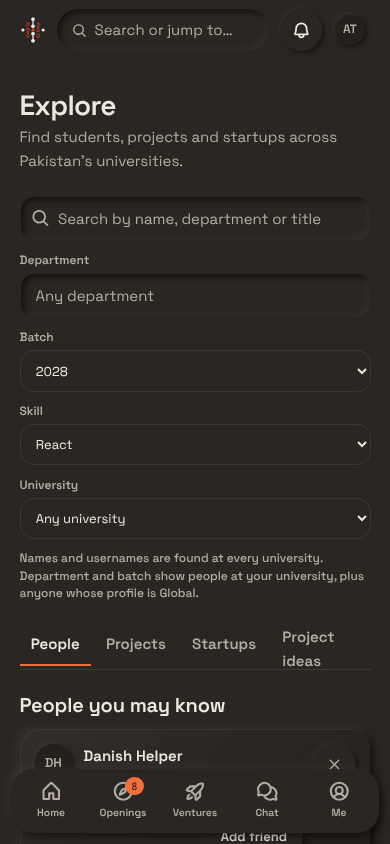 Search or jump to...
AT
Explore
Find students, projects and startups across
Pakistan's universities.
Search by name, department or title
Department
Any department
Batch
2028
Skill
React
University
Any university
Names and usernames are found at every university.
Department and batch show people at your university, plus
anyone whose profile is Global.
People
Projects
Startups
Project
ideas
People you may know
DH
Danish Helper
8
Home
Openings
Ventures
Chat
Me
Add friend